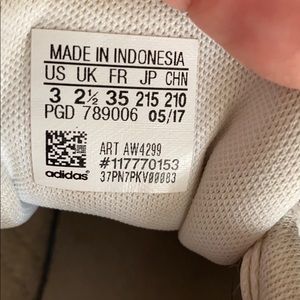 MADE IN INDONESIA
US UK FR JP CHN
3 2½ 35 215 210
PGD 789006 05/17
ART AW4299
#117770153
adidas 37PN7PKV00083